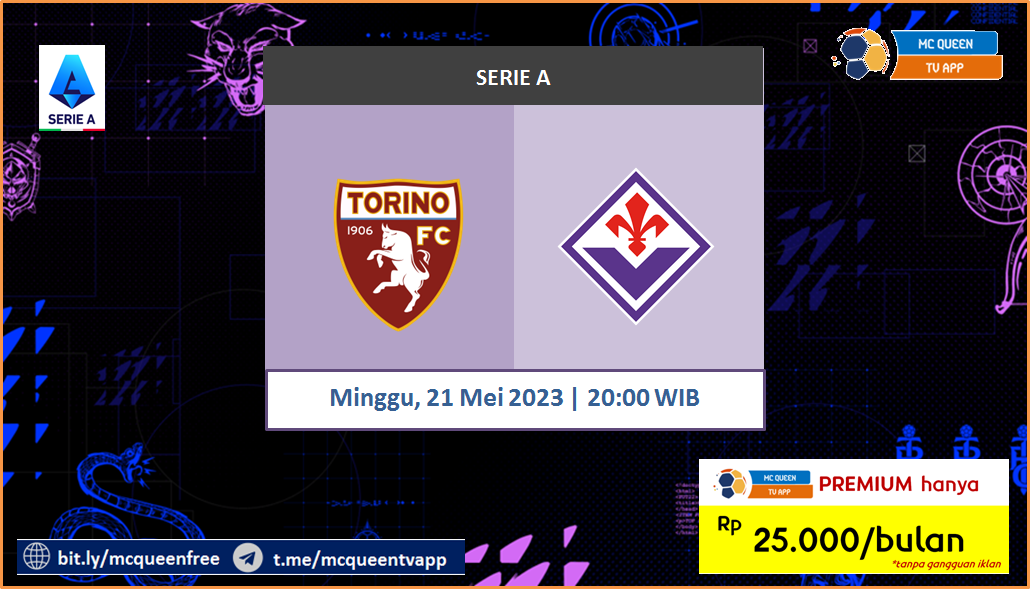 SERIE A
MC QUEEN
TV APP
SERIE A
TORINO
1906
FC
Minggu, 21 Mei 2023 | 20:00 WIB
MC QUEEN
TV APP
PREMIUM hanya
Rp 25.000/bulan
*tanpa gangguan iklan
bit.ly/mcqueenfree
t.me/mcqueentvapp